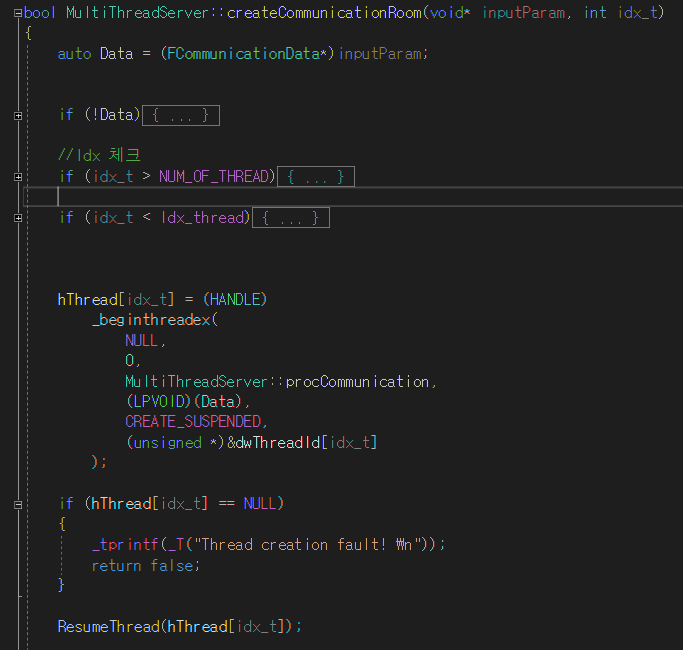 bool MultiThreadServer::createCommunicationRoom(void* inputParam, int idx_t)
{
auto Data = (FCommunicationData*)inputParam;
if (!Data){ ... }
//Idx 체크
if (idx_t > NUM_OF_THREAD){ ... }
if (idx_t < Idx_thread){ ... }
hThread[idx_t] = (HANDLE)
_beginthreadex(
NULL,
0,
MultiThreadServer::procCommunication,
(LPVOID)(Data),
CREATE_SUSPENDED,
(unsigned *)&dwThreadId[idx_t]
);
if (hThread[idx_t] == NULL)
{
_tprintf(_T("Thread creation fault! ₩n"));
return false;
}
ResumeThread(hThread[idx_t]);